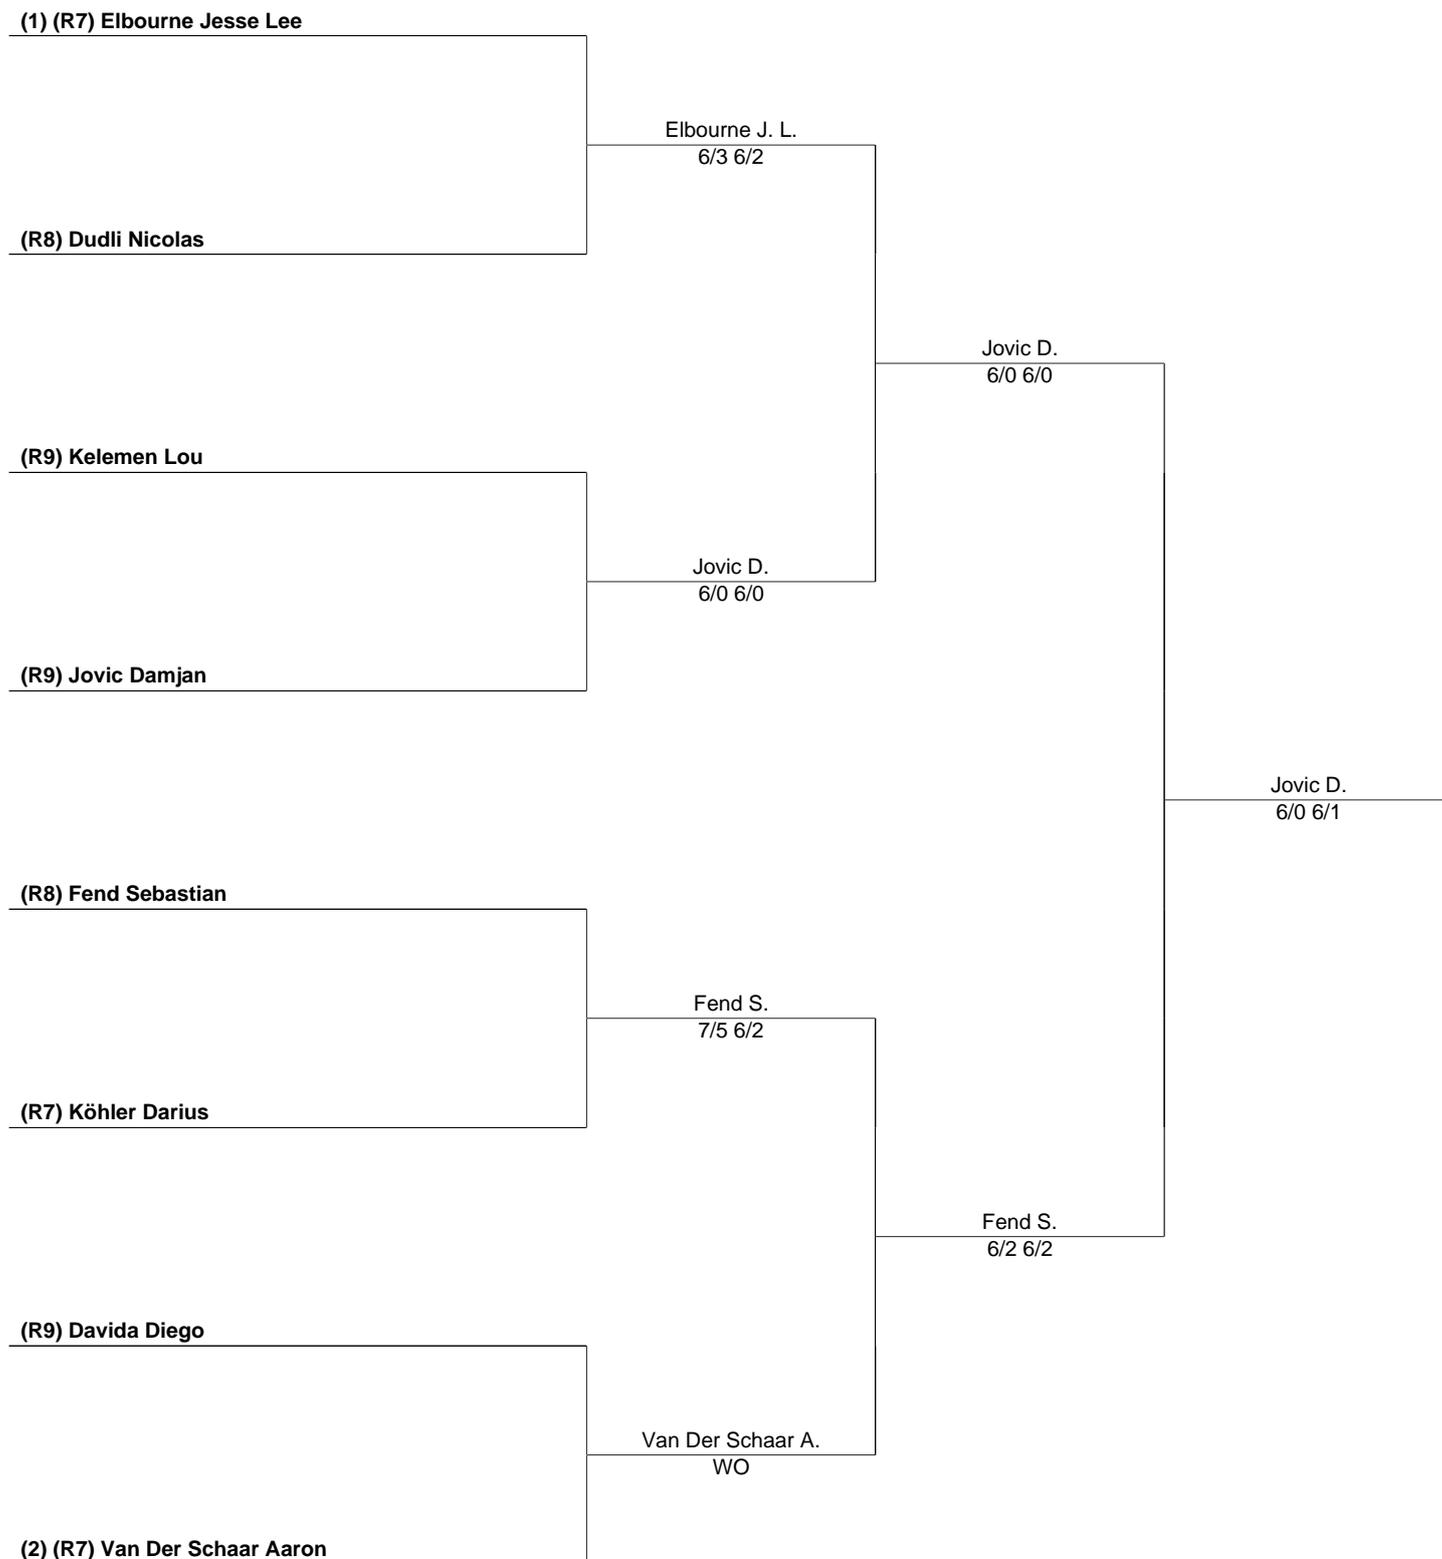 (1) (R7) Elbourne Jesse Lee
Elbourne J. L.
6/3 6/2
(R8) Dudli Nicolas
Jovic D.
6/0 6/0
(R9) Kelemen Lou
Jovic D.
6/0 6/0
(R9) Jovic Damjan
Jovic D.
6/0 6/1
(R8) Fend Sebastian
Fend S.
7/5 6/2
(R7) Köhler Darius
Fend S.
6/2 6/2
(R9) Davida Diego
Van Der Schaar A.
WO
(2) (R7) Van Der Schaar Aaron